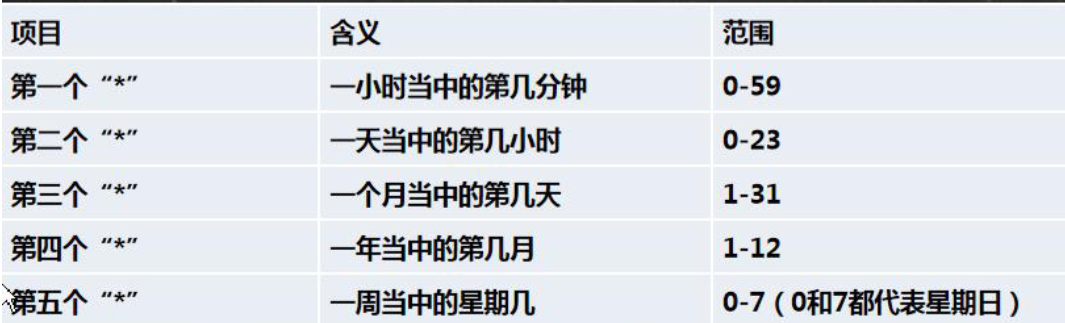 项目 含义 范围
第一个“*” 一小时当中的第几分钟 0-59
第二个“*” 一天当中的第几小时 0-23
第三个“*” 一个月当中的第几天 1-31
第四个“*” 一年当中的第几月 1-12
第五个“*” 一周当中的星期几 0-7（0和7都代表星期日）